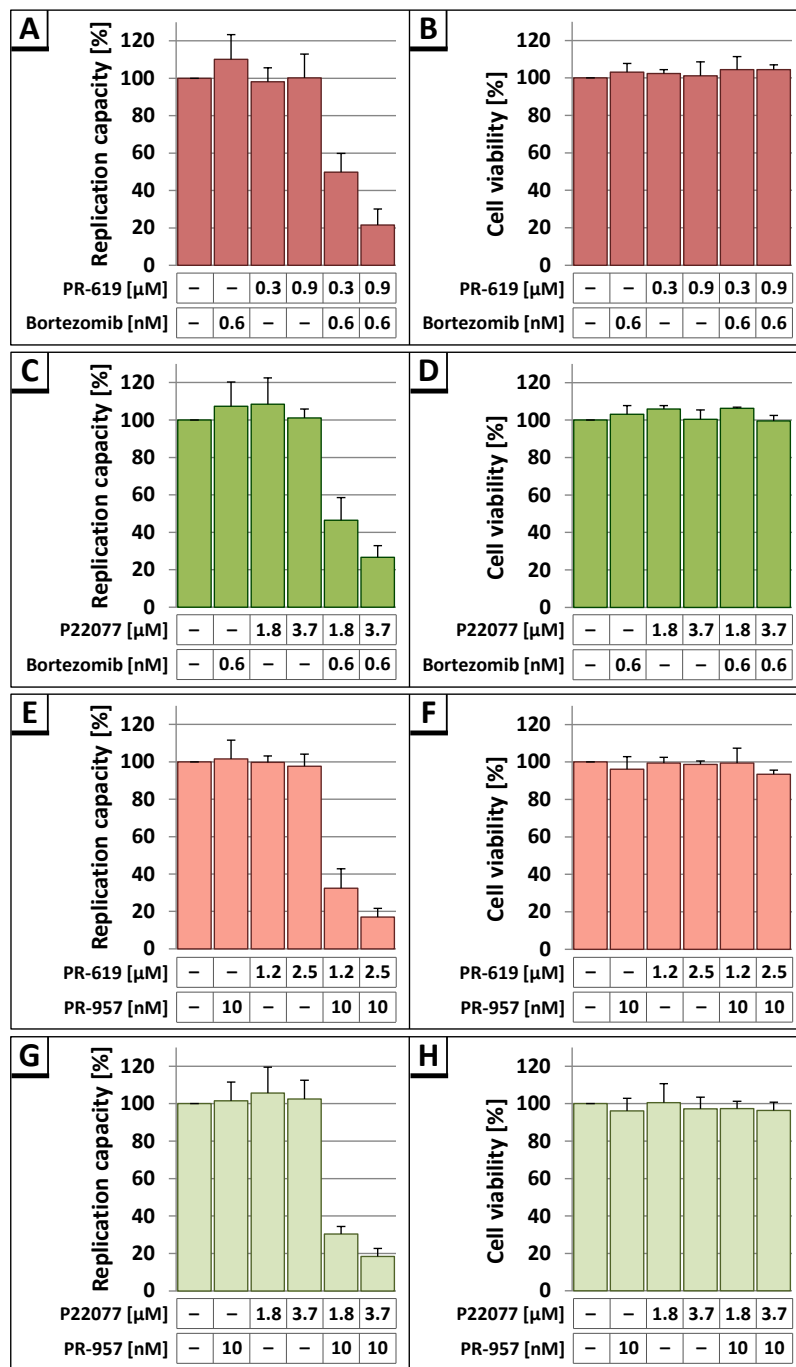 A
Replication capacity [%]
120
100
80
60
40
20
0
PR-619 [µM] – – 0.3 0.9 0.3 0.9
Bortezomib [nM] – 0.6 – – 0.6 0.6
B
Cell viability [%]
120
100
80
60
40
20
0
PR-619 [µM] – – 0.3 0.9 0.3 0.9
Bortezomib [nM] – 0.6 – – 0.6 0.6
C
Replication capacity [%]
120
100
80
60
40
20
0
P22077 [µM] – – 1.8 3.7 1.8 3.7
Bortezomib [nM] – 0.6 – – 0.6 0.6
D
Cell viability [%]
120
100
80
60
40
20
0
P22077 [µM] – – 1.8 3.7 1.8 3.7
Bortezomib [nM] – 0.6 – – 0.6 0.6
E
Replication capacity [%]
120
100
80
60
40
20
0
PR-619 [µM] – – 1.2 2.5 1.2 2.5
PR-957 [nM] – 10 – – 10 10
F
Cell viability [%]
120
100
80
60
40
20
0
PR-619 [µM] – – 1.2 2.5 1.2 2.5
PR-957 [nM] – 10 – – 10 10
G
Replication capacity [%]
120
100
80
60
40
20
0
P22077 [µM] – – 1.8 3.7 1.8 3.7
PR-957 [nM] – 10 – – 10 10
H
Cell viability [%]
120
100
80
60
40
20
0
P22077 [µM] – – 1.8 3.7 1.8 3.7
PR-957 [nM] – 10 – – 10 10